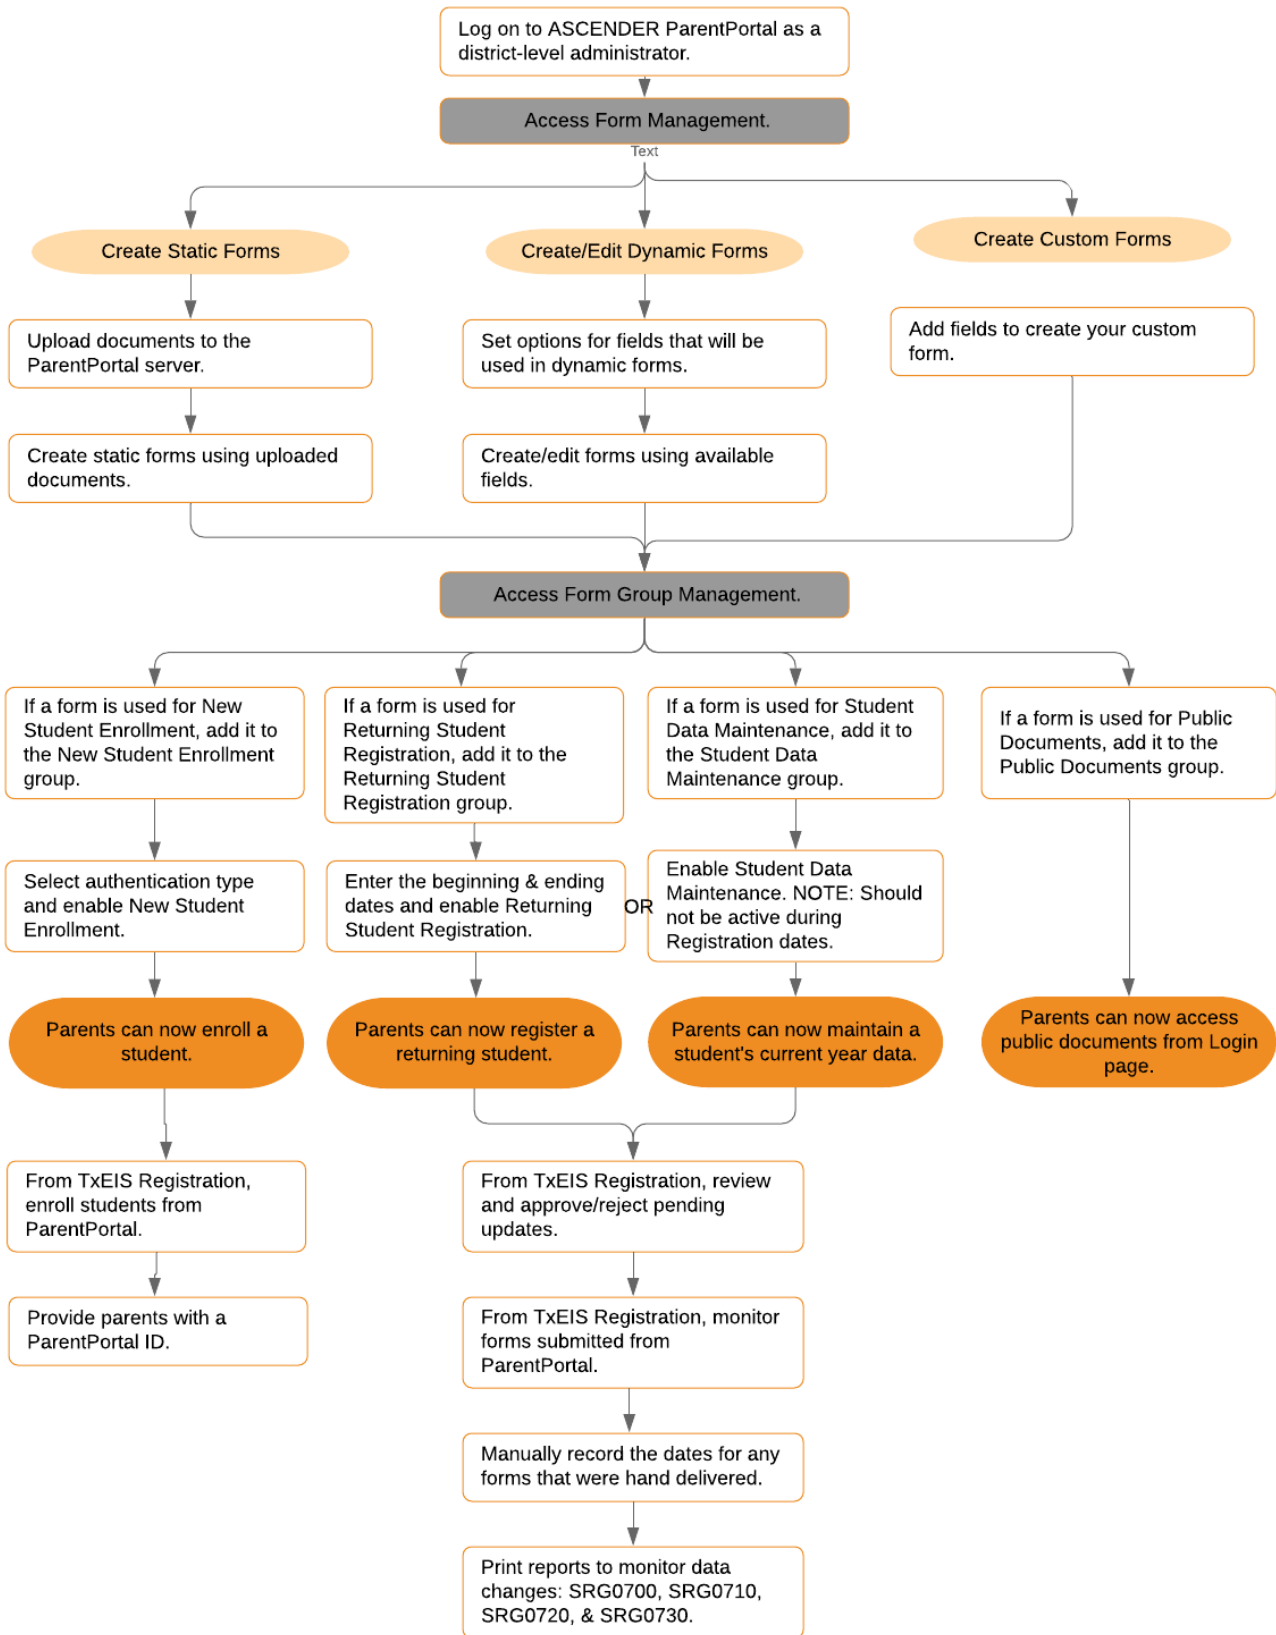 Log on to ASCENDER ParentPortal as a
district-level administrator.
Access Form Management.
Text
Create Static Forms
Create/Edit Dynamic Forms
Create Custom Forms
Upload documents to the
ParentPortal server.
Set options for fields that will be
used in dynamic forms.
Add fields to create your custom
form.
Create static forms using uploaded
documents.
Create/edit forms using available
fields.
Access Form Group Management.
If a form is used for New
Student Enrollment, add it to
the New Student Enrollment
group.
If a form is used for
Returning Student
Registration, add it to the
Returning Student
Registration group.
If a form is used for Student
Data Maintenance, add it to
the Student Data
Maintenance group.
If a form is used for Public
Documents, add it to the
Public Documents group.
Select authentication type
and enable New Student
Enrollment.
Enter the beginning & ending
dates and enable Returning
Student Registration.
OR
Enable Student Data
Maintenance. NOTE: Should
not be active during
Registration dates.
Parents can now enroll a
student.
Parents can now register a
returning student.
Parents can now maintain a
student's current year data.
Parents can now access
public documents from Login
page.
From TxEIS Registration,
enroll students from
ParentPortal.
From TxEIS Registration, review
and approve/reject pending
updates.
Provide parents with a
ParentPortal ID.
From TxEIS Registration, monitor
forms submitted from
ParentPortal.
Manually record the dates for any
forms that were hand delivered.
Print reports to monitor data
changes: SRG0700, SRG0710,
SRG0720, & SRG0730.